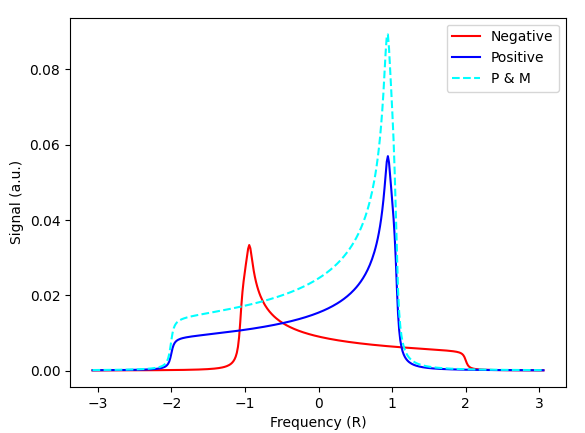 Negative
Positive
P & M
Signal (a.u.)
0.08
0.06
0.04
0.02
0.00
−3
−2
−1
0
1
2
3
Frequency (R)